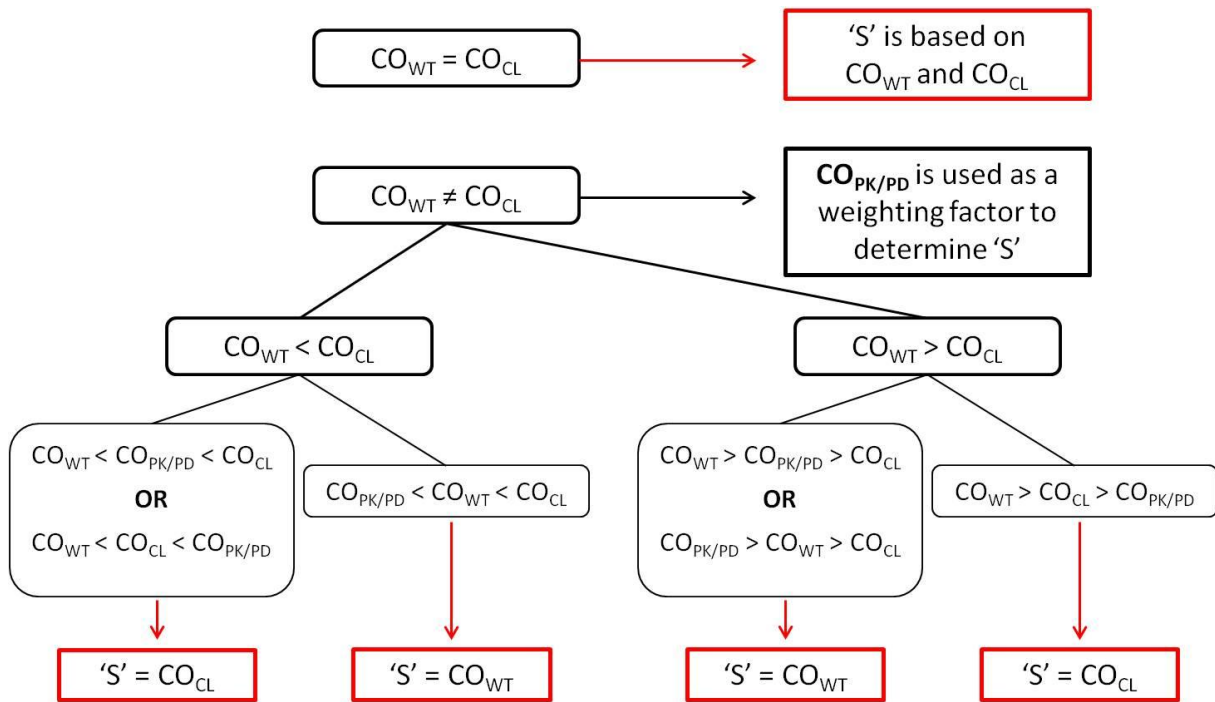 CO_WT = CO_CL
‘S’ is based on
CO_WT and CO_CL
CO_WT ≠ CO_CL
CO_PK/PD is used as a
weighting factor to
determine ‘S’
CO_WT < CO_CL
CO_WT > CO_CL
CO_WT < CO_PK/PD < CO_CL
OR
CO_WT < CO_CL < CO_PK/PD
CO_PK/PD < CO_WT < CO_CL
CO_WT > CO_PK/PD > CO_CL
OR
CO_PK/PD > CO_WT > CO_CL
CO_WT > CO_CL > CO_PK/PD
‘S’ = CO_CL
‘S’ = CO_WT
‘S’ = CO_WT
‘S’ = CO_CL